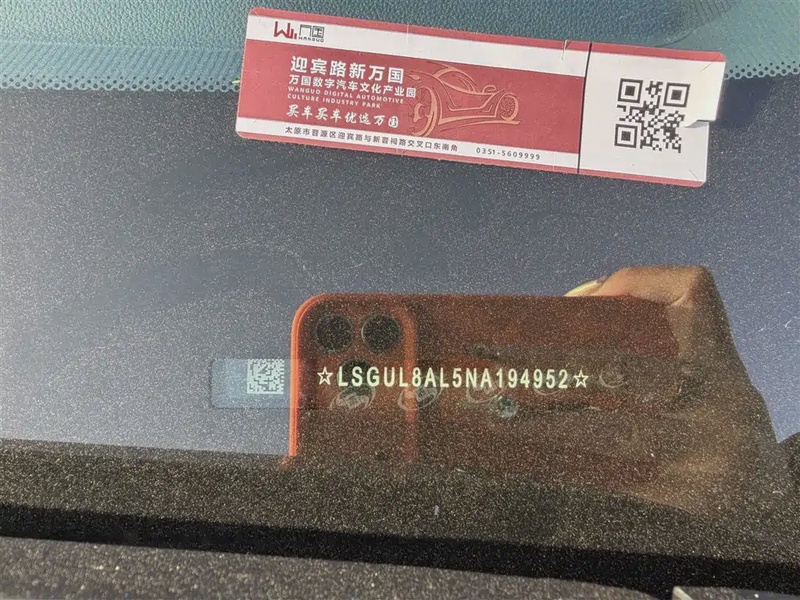 WANGUO
迎宾路新万国
万国数字汽车文化产业园
WANGUO DIGITAL AUTOMOTIVE
CULTURE INDUSTRY PARK
买车买车优选万国
太原市晋源区迎宾路与新晋祠路交叉口东南角 0351-5609999
☆LSGUL8AL5NA194952☆